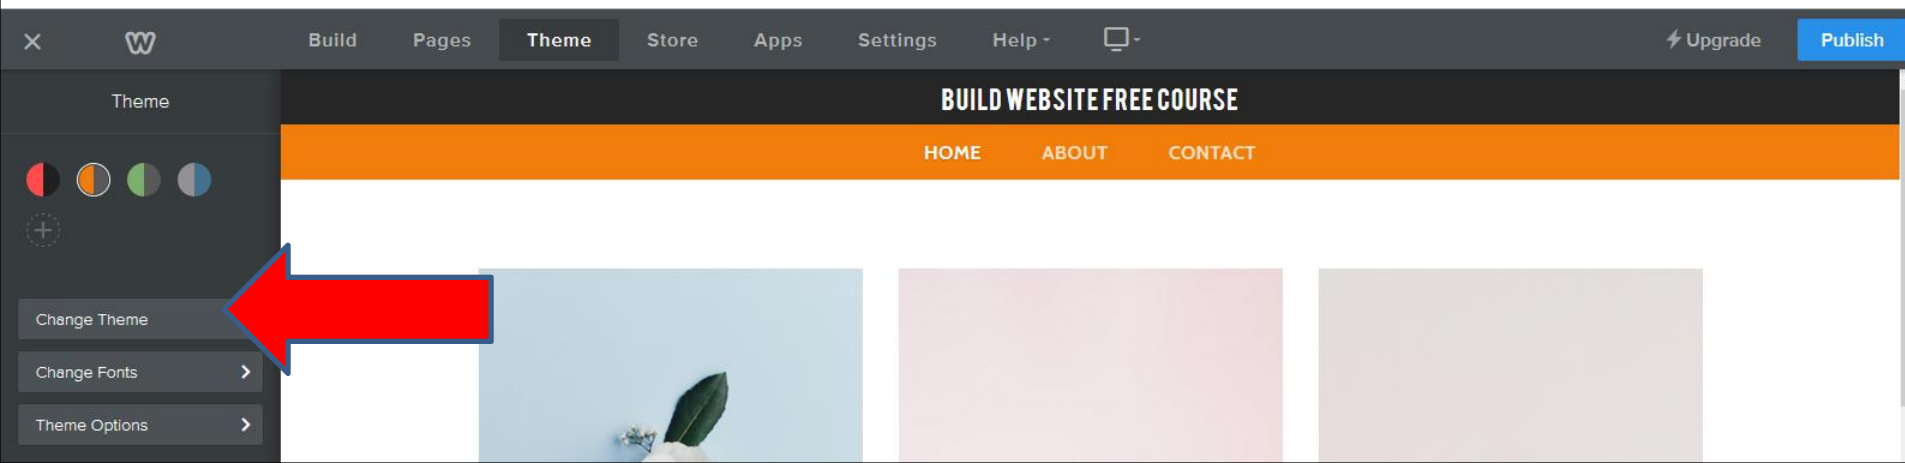 Build Pages Theme Store Apps Settings Help Upgrade Publish
Theme
BUILD WEBSITE FREE COURSE
HOME ABOUT CONTACT
Change Theme
Change Fonts
Theme Options